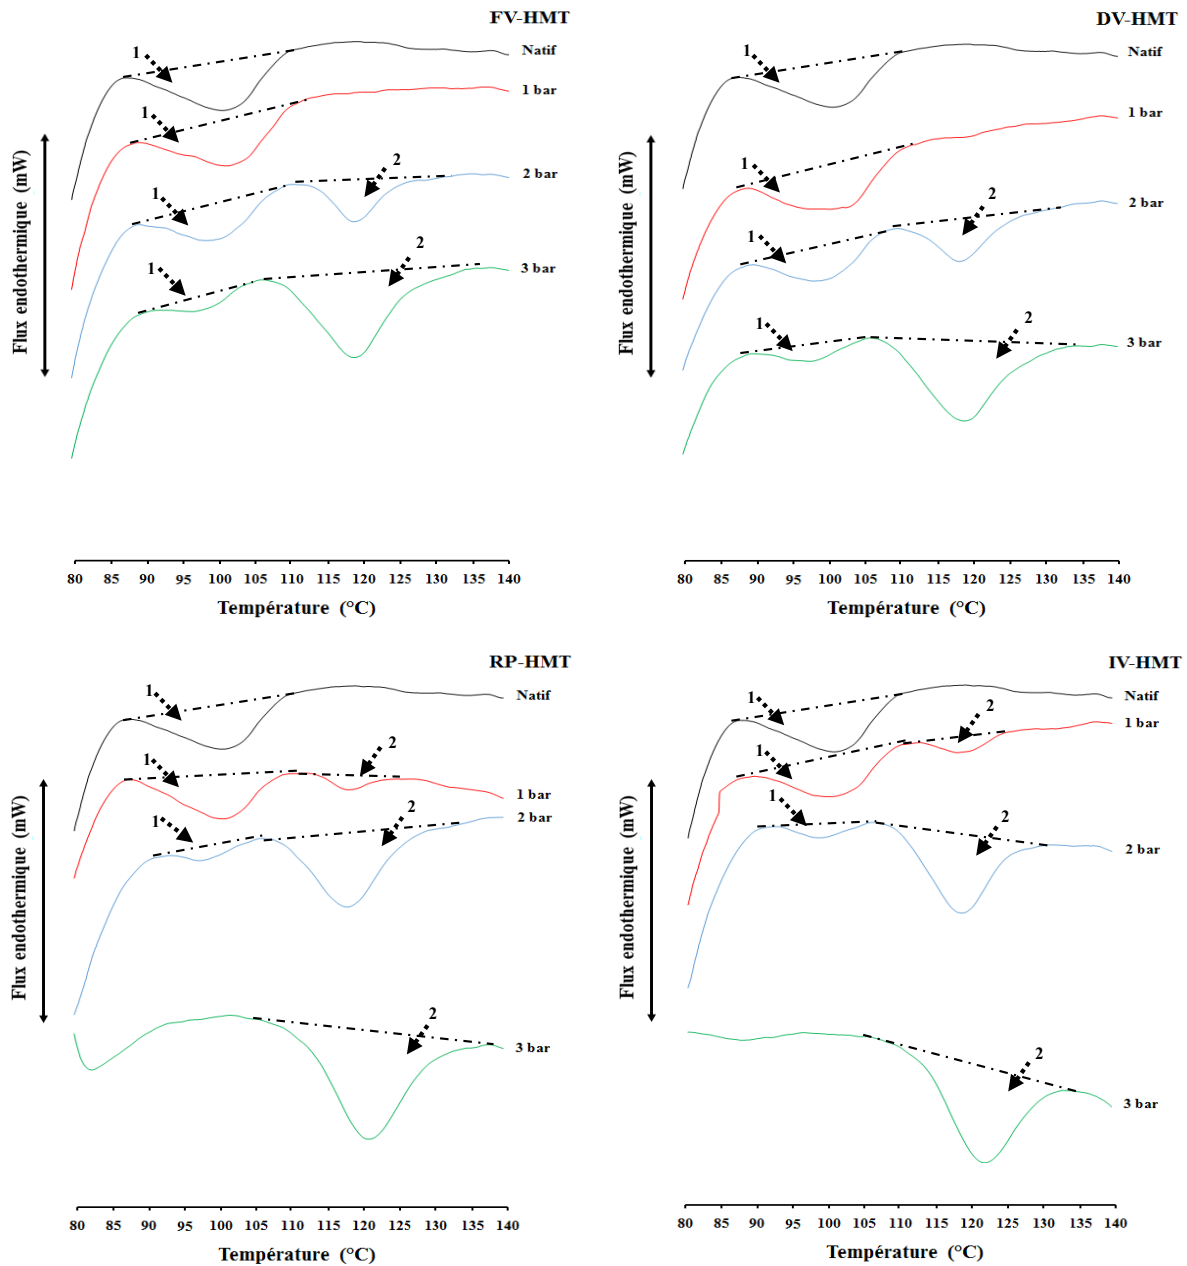 FV-HMT
Natif
1
1 bar
1
2 bar
1
2
3 bar
1
2
Flux endothermique (mW)
80 85 90 95 100 105 110 115 120 125 130 135 140
Température (°C)
DV-HMT
Natif
1
1 bar
1
2 bar
1
2
3 bar
1
2
Flux endothermique (mW)
80 85 90 95 100 105 110 115 120 125 130 135 140
Température (°C)
RP-HMT
Natif
1
1 bar
1
2
2 bar
1
2
3 bar
2
Flux endothermique (mW)
80 85 90 95 100 105 110 115 120 125 130 135 140
Température (°C)
IV-HMT
Natif
1
1 bar
1
2
2 bar
1
2
3 bar
2
Flux endothermique (mW)
80 85 90 95 100 105 110 115 120 125 130 135 140
Température (°C)